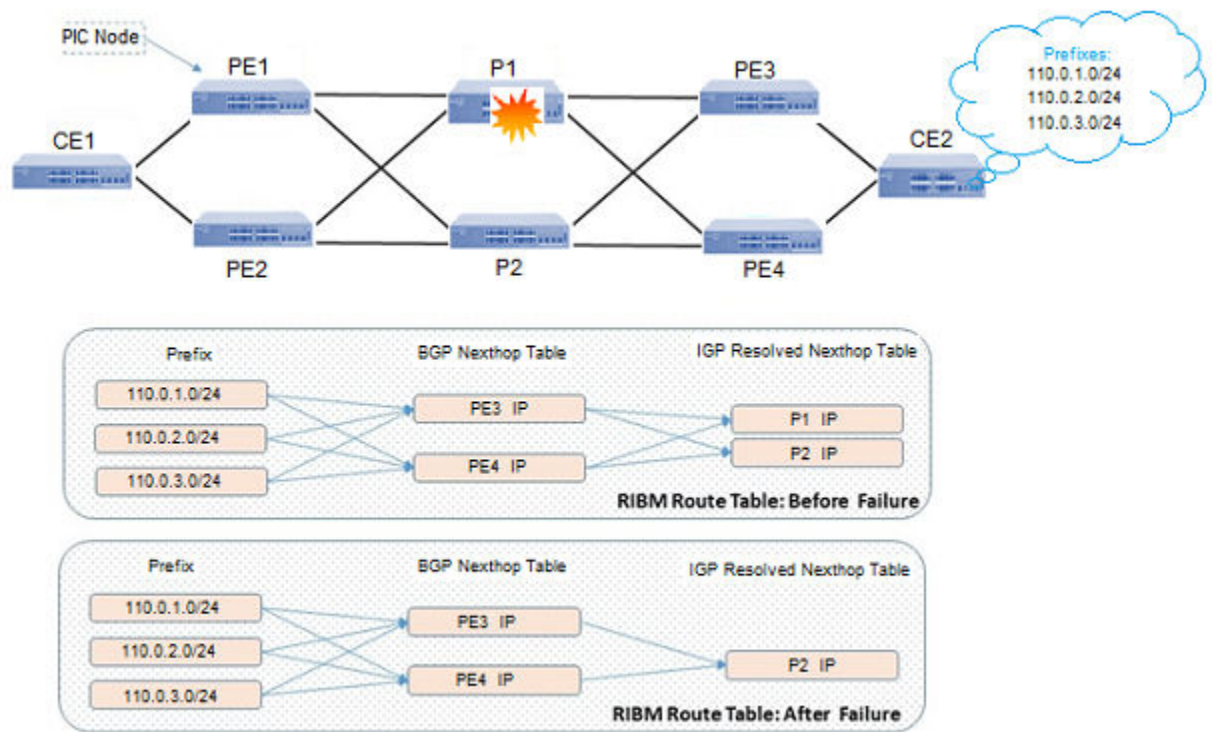 PIC Node
PE1
P1
PE3
Prefixes:
110.0.1.0/24
110.0.2.0/24
110.0.3.0/24
CE1
CE2
PE2
P2
PE4
Prefix
BGP Nexthop Table
IGP Resolved Nexthop Table
110.0.1.0/24
PE3 IP
P1 IP
110.0.2.0/24
P2 IP
PE4 IP
110.0.3.0/24
RIBM Route Table: Before Failure
Prefix
BGP Nexthop Table
IGP Resolved Nexthop Table
110.0.1.0/24
PE3 IP
110.0.2.0/24
P2 IP
PE4 IP
110.0.3.0/24
RIBM Route Table: After Failure